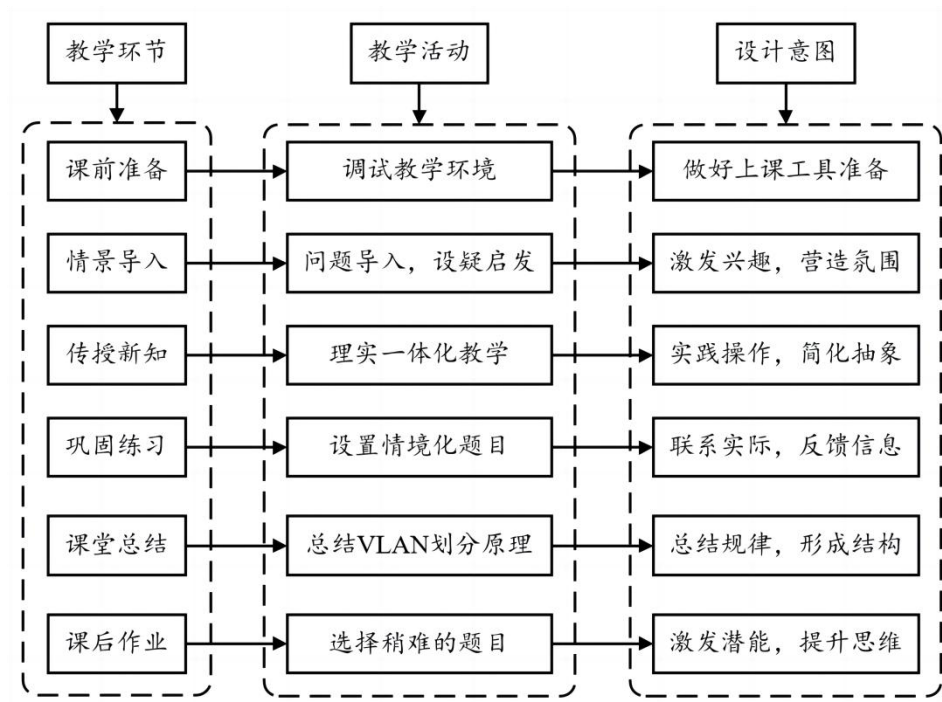 教学环节
教学活动
设计意图
课前准备
调试教学环境
做好上课工具准备
情景导入
问题导入，设疑启发
激发兴趣，营造氛围
传授新知
理实一体化教学
实践操作，简化抽象
巩固练习
设置情境化题目
联系实际，反馈信息
课堂总结
总结VLAN划分原理
总结规律，形成结构
课后作业
选择稍难的题目
激发潜能，提升思维